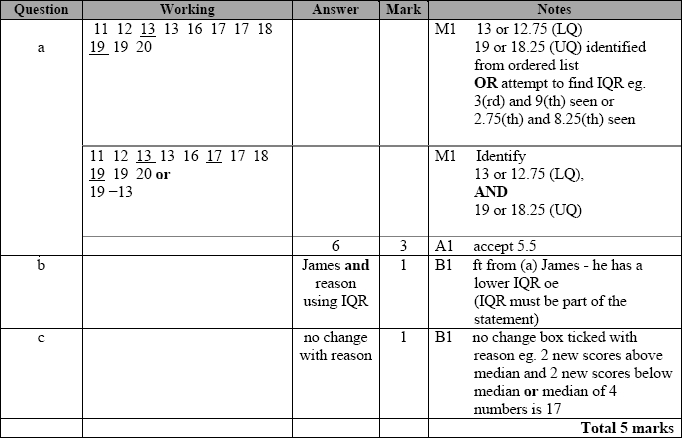 Question Working Answer Mark Notes
a
11 12 13 13 16 17 17 18
19 19 20
M1 13 or 12.75 (LQ)
19 or 18.25 (UQ) identified
from ordered list
OR attempt to find IQR eg.
3(rd) and 9(th) seen or
2.75(th) and 8.25(th) seen
11 12 13 13 16 17 17 18
19 19 20 or
19 −13
M1 Identify
13 or 12.75 (LQ),
AND
19 or 18.25 (UQ)
6 3 A1 accept 5.5
b
James and
reason
using IQR
1
B1 ft from (a) James - he has a
lower IQR oe
(IQR must be part of the
statement)
c
no change
with reason
1
B1 no change box ticked with
reason eg. 2 new scores above
median and 2 new scores below
median or median of 4
numbers is 17
Total 5 marks